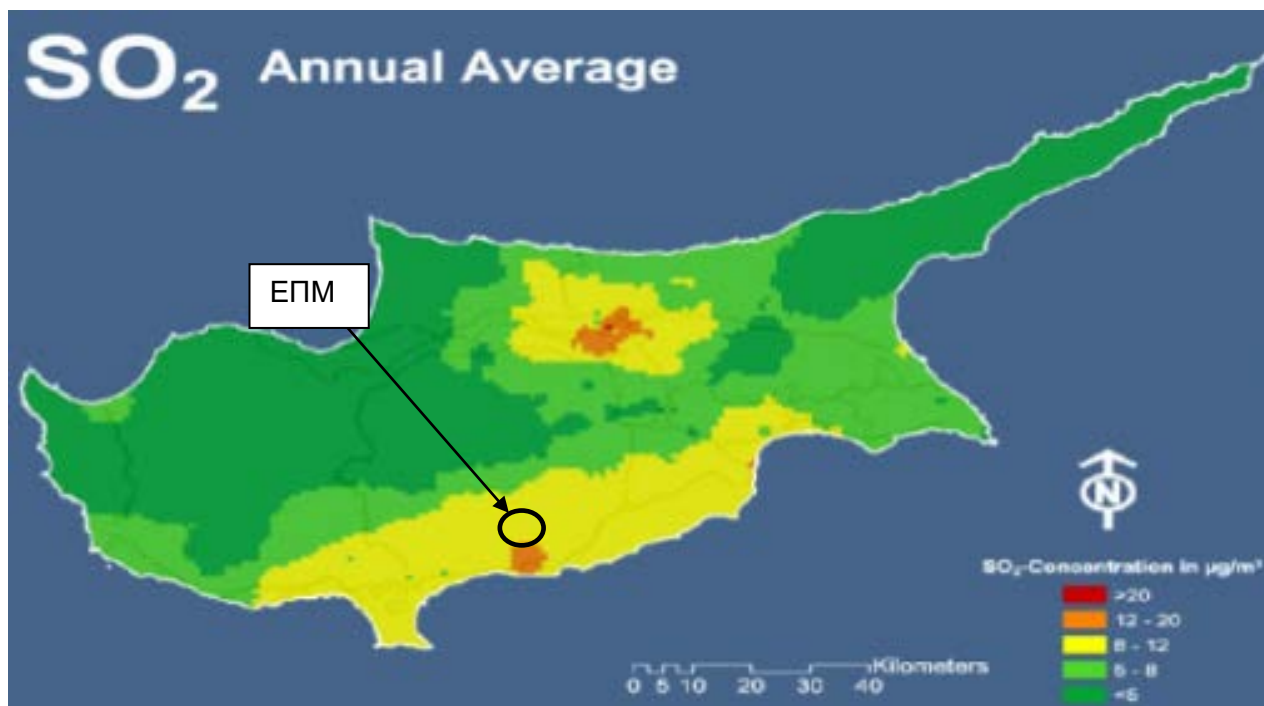 SO₂ Annual Average
ΕΠΜ
N
SO₂-Concentration in µg/m³
>20
12 - 20
8 - 12
5 - 8
<5
Kilometers
0 5 10 20 30 40